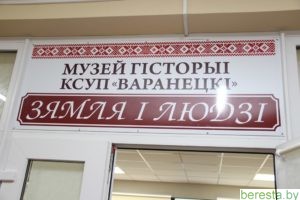 МУЗЕЙ ГІСТОРЫІ
КСУП «ВАРАНЕЦКІ»
ЗЯМЛЯ І ЛЮДЗІ
beresta.by